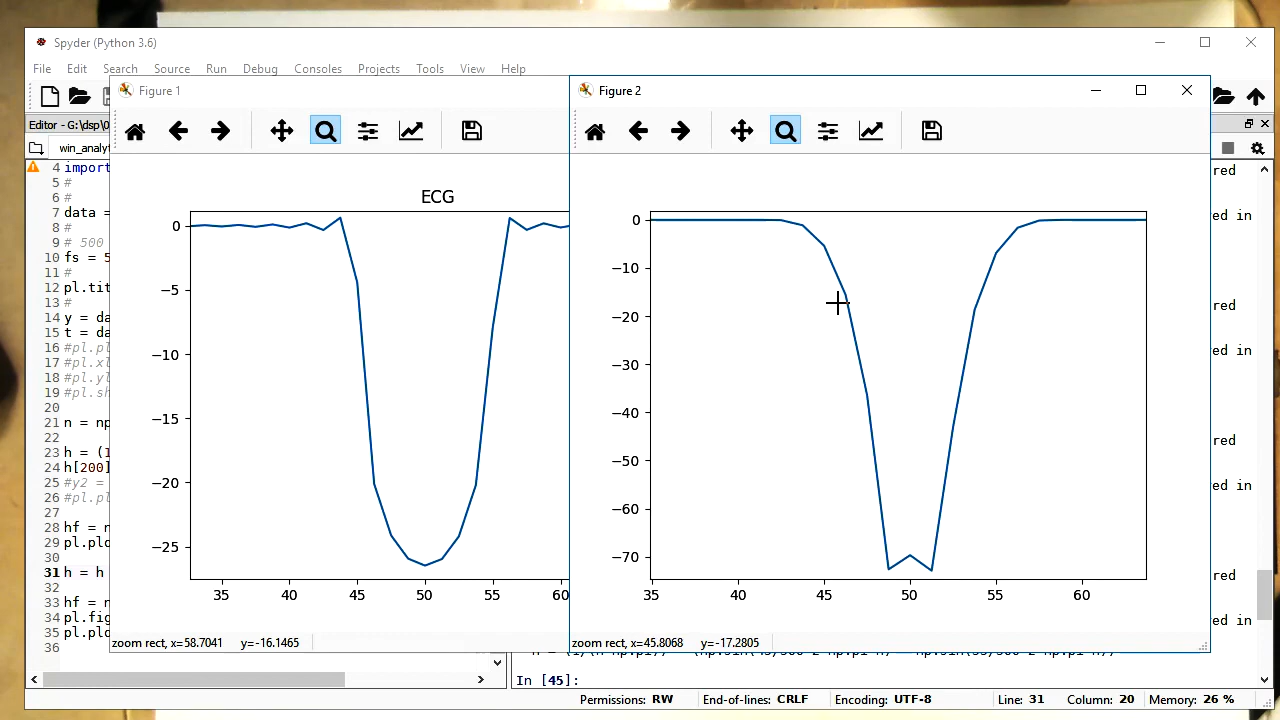 Spyder (Python 3.6)
File Edit Search Source Run Debug Consoles Projects Tools View Help
Figure 1
Figure 2
Editor - G:\dsp\0
win_analy
4 import
5 #
6 #
7 data =
8 #
9 # 500
10 fs = 5
11 #
12 pl.tit
13 #
14 y = da
15 t = da
16 #pl.pl
17 #pl.xl
18 #pl.yl
19 #pl.sh
20
21 n = np
22
23 h = (1
24 h[200]
25 #y2 =
26 #pl.pl
27
28 hf = n
29 pl.plo
30
31 h = h
32
33 hf = n
34 pl.fig
35 pl.plo
36
ECG
0
−5
−10
−15
−20
−25
35 40 45 50 55 60
zoom rect, x=58.7041 y=-16.1465
0
−10
−20
−30
−40
−50
−60
−70
35 40 45 50 55 60
zoom rect, x=45.8068 y=-17.2805
red
ed in
red
ed in
red
ed in
red
ed in
In [45]:
Permissions: RW End-of-lines: CRLF Encoding: UTF-8 Line: 31 Column: 20 Memory: 26 %